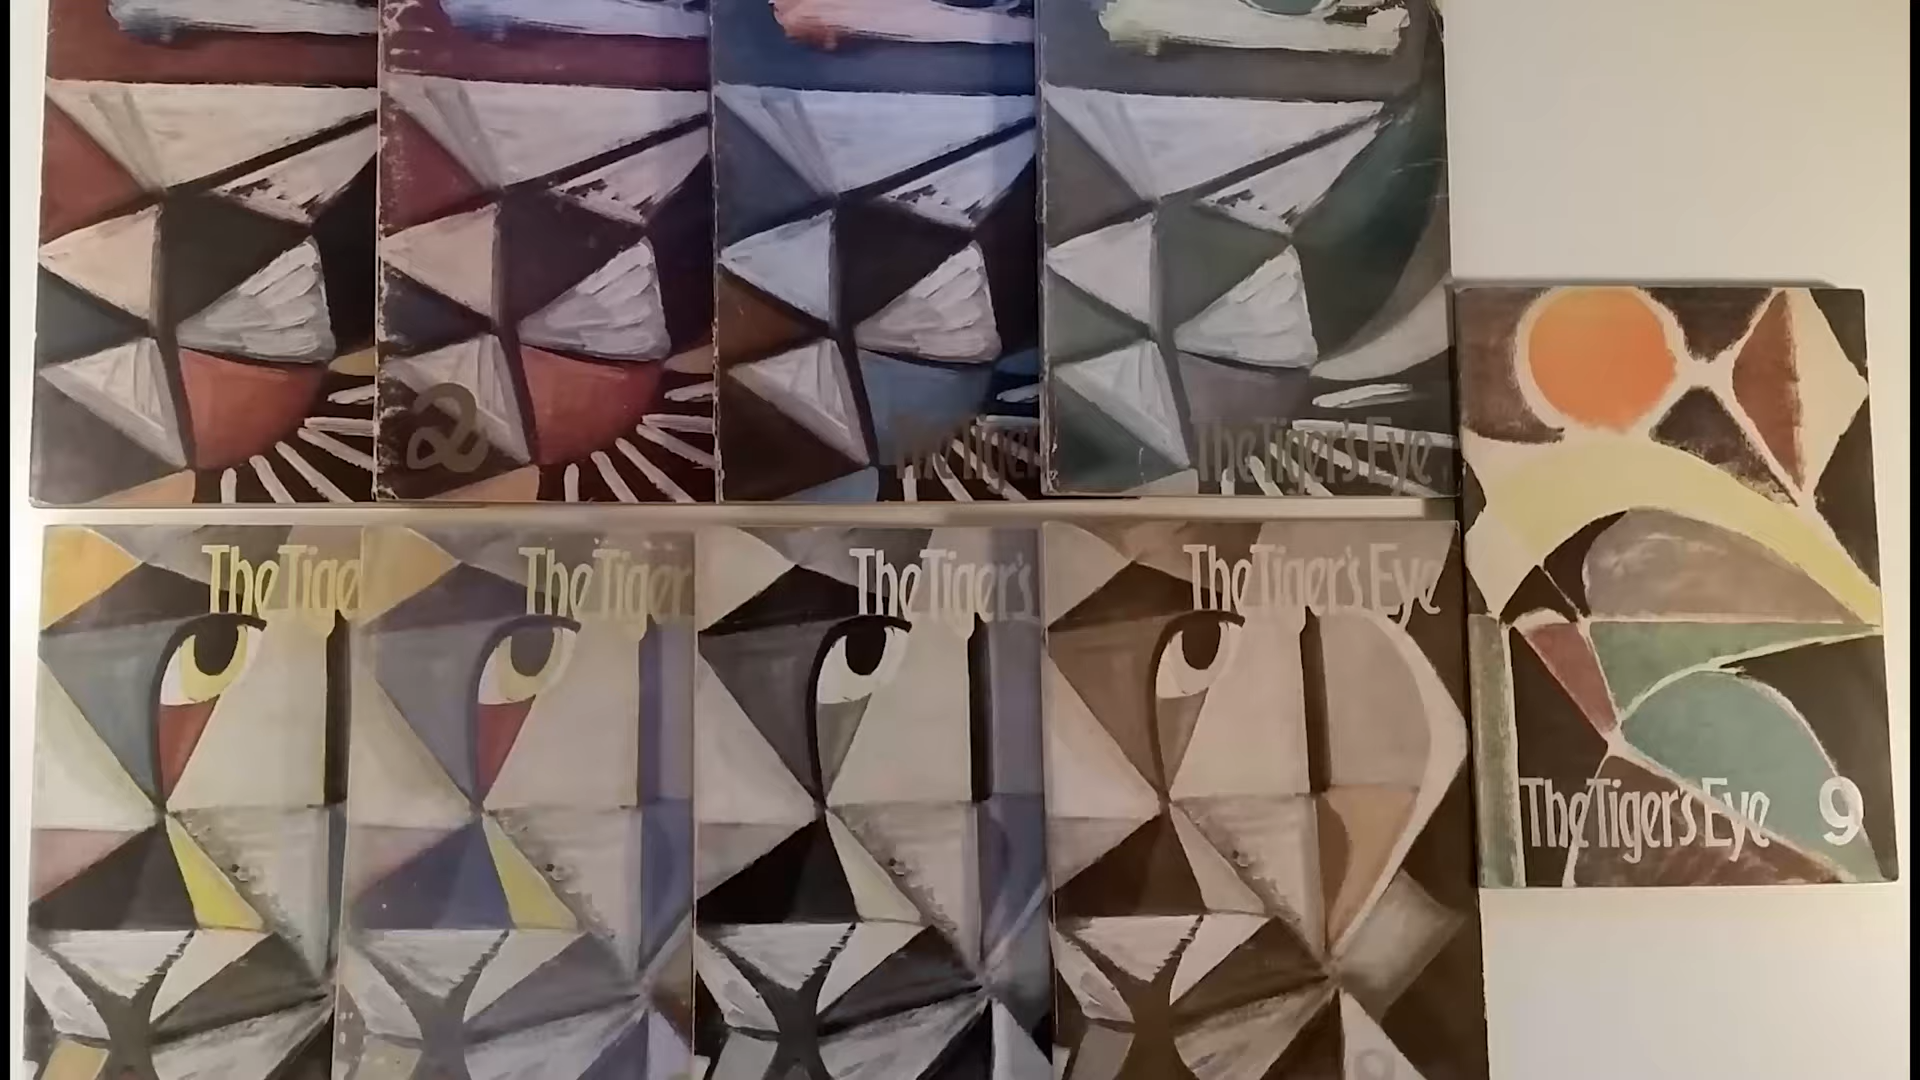 2
The Tiger
The Tiger's Eye
The Tige
The Tiger
The Tiger's
The Tiger's Eye
The Tiger's Eye 9